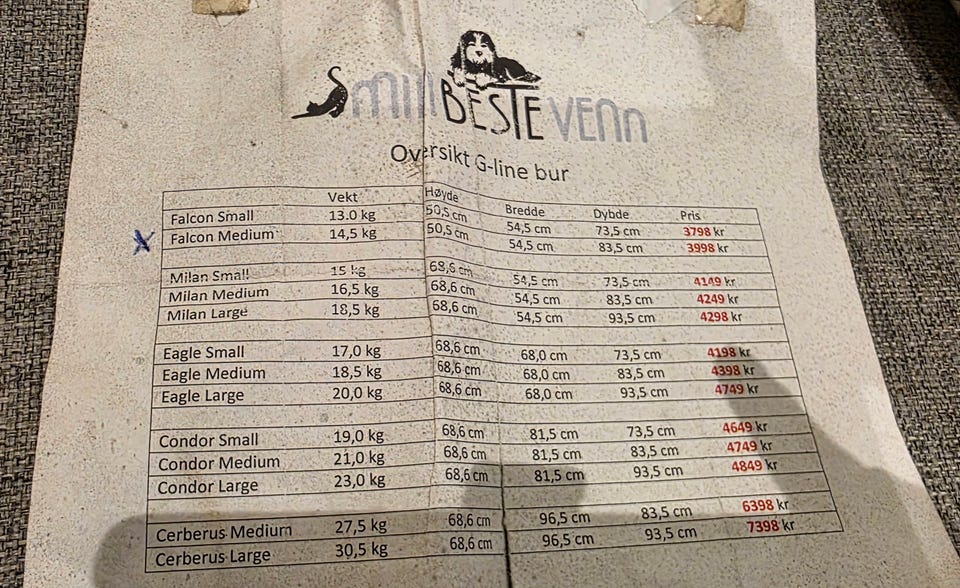 Smin BESTE VENN
Oversikt G-line bur
Vekt Høyde Bredde Dybde Pris
Falcon Small 13.0 kg 50,5 cm 54,5 cm 73,5 cm 3798 kr
X Falcon Medium 14,5 kg 50,5 cm 54,5 cm 83,5 cm 3998 kr
Milan Small 15 kg 68,6 cm 54,5 cm 73,5 cm 4149 kr
Milan Medium 16,5 kg 68,6 cm 54,5 cm 83,5 cm 4249 kr
Milan Large 18,5 kg 68,6 cm 54,5 cm 93,5 cm 4298 kr
Eagle Small 17,0 kg 68,6 cm 68,0 cm 73,5 cm 4198 kr
Eagle Medium 18,5 kg 68,6 cm 68,0 cm 83,5 cm 4398 kr
Eagle Large 20,0 kg 68,6 cm 68,0 cm 93,5 cm 4749 kr
Condor Small 19,0 kg 68,6 cm 81,5 cm 73,5 cm 4649 kr
Condor Medium 21,0 kg 68,6 cm 81,5 cm 83,5 cm 4749 kr
Condor Large 23,0 kg 68,6 cm 81,5 cm 93,5 cm 4849 kr
Cerberus Medium 27,5 kg 68,6 cm 96,5 cm 83,5 cm 6398 kr
Cerberus Large 30,5 kg 68,6 cm 96,5 cm 93,5 cm 7398 kr